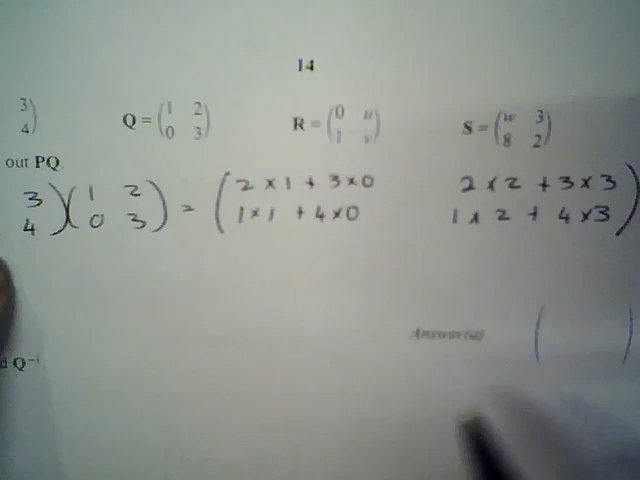 14
3 4) Q = (1 2 0 3) R = (0 u 1 v) S = (w 3 8 2)
out PQ.
3 4)(1 2 0 3) = (2 × 1 + 3 × 0 2 × 2 + 3 × 3
1 × 1 + 4 × 0 1 × 2 + 4 × 3)
Answer(a) ( )
d Q⁻¹